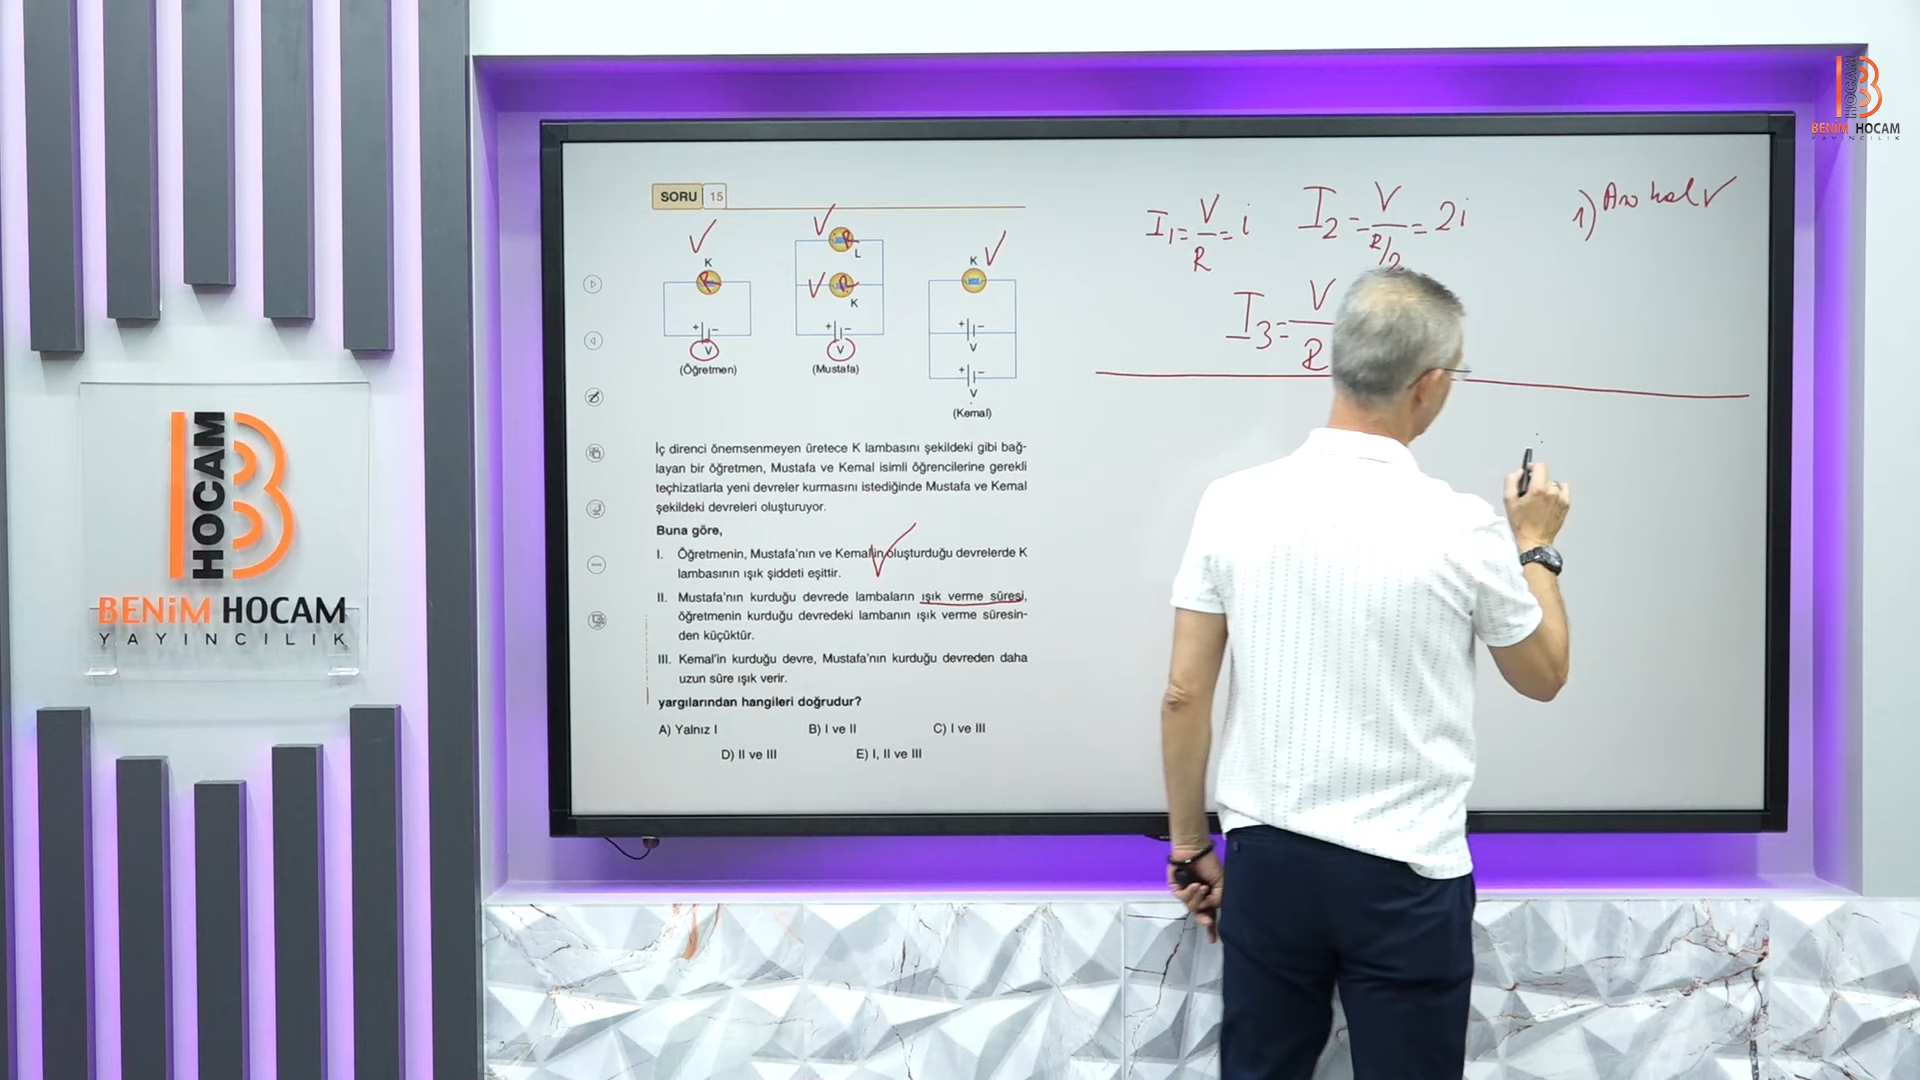 HOCAM
BENİM HOCAM
YAYINCILIK
SORU 15
K
L
K
K
+ -
V
(Öğretmen)
+ -
V
(Mustafa)
+ -
V
+ -
V
(Kemal)
İç direnci önemsenmeyen üretece K lambasını şekildeki gibi bağ-
layan bir öğretmen, Mustafa ve Kemal isimli öğrencilerine gerekli
teçhizatlarla yeni devreler kurmasını istediğinde Mustafa ve Kemal
şekildeki devreleri oluşturuyor.
Buna göre,
I. Öğretmenin, Mustafa'nın ve Kemal'in oluşturduğu devrelerde K
lambasının ışık şiddeti eşittir.
II. Mustafa'nın kurduğu devrede lambaların ışık verme süresi,
öğretmenin kurduğu devredeki lambanın ışık verme süresin-
den küçüktür.
III. Kemal'in kurduğu devre, Mustafa'nın kurduğu devreden daha
uzun süre ışık verir.
yargılarından hangileri doğrudur?
A) Yalnız I B) I ve II C) I ve III
D) II ve III E) I, II ve III
I₁=V/R=i I₂=V/R/2=2i
I₃=V/R
1)
HOCAM
BENİM HOCAM
YAYINCILIK